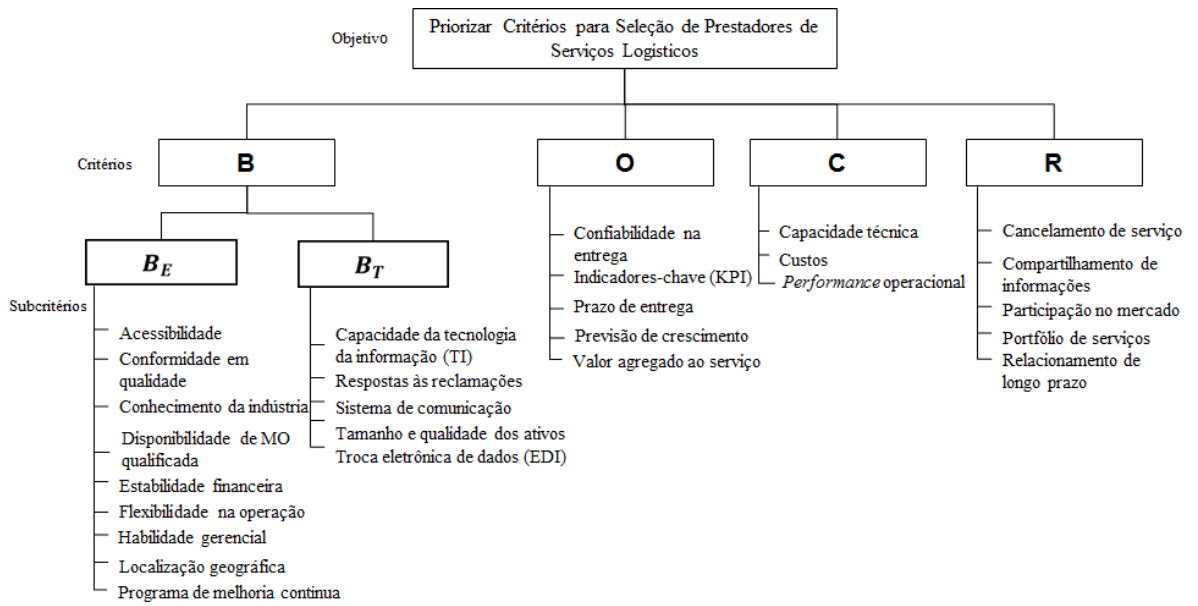 Objetivo
Priorizar Critérios para Seleção de Prestadores de
Serviços Logísticos
Critérios
B
O
C
R
B_E
B_T
Subcritérios
Acessibilidade
Conformidade em
qualidade
Conhecimento da indústria
Disponibilidade de MO
qualificada
Estabilidade financeira
Flexibilidade na operação
Habilidade gerencial
Localização geográfica
Programa de melhoria contínua
Capacidade da tecnologia
da informação (TI)
Respostas às reclamações
Sistema de comunicação
Tamanho e qualidade dos ativos
Troca eletrônica de dados (EDI)
Confiabilidade na
entrega
Indicadores-chave (KPI)
Prazo de entrega
Previsão de crescimento
Valor agregado ao serviço
Capacidade técnica
Custos
Performance operacional
Cancelamento de serviço
Compartilhamento de
informações
Participação no mercado
Portfólio de serviços
Relacionamento de
longo prazo